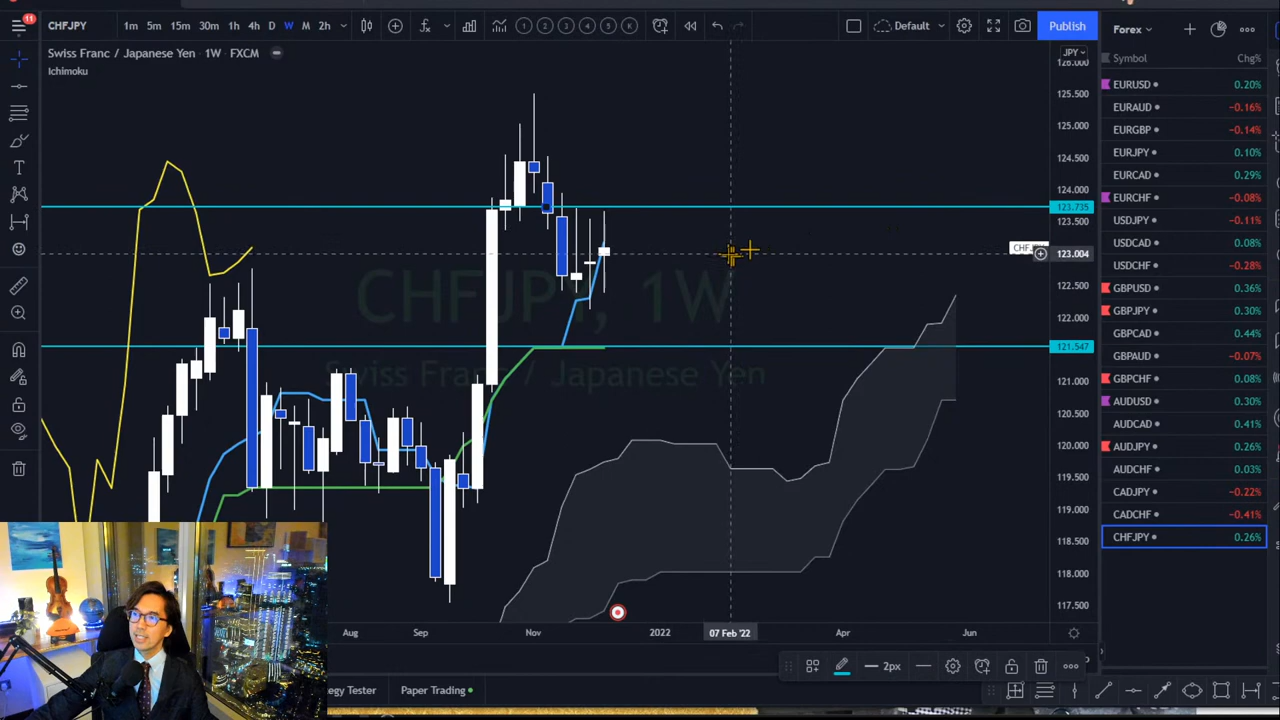 11
CHFJPY
1m 5m 15m 30m 1h 4h D W M 2h
1 2 3 4 5 K
Default
Publish
Forex
Swiss Franc / Japanese Yen · 1W · FXCM
JPY
Ichimoku
CHFJPY, 1W
Swiss Franc / Japanese Yen
126.000
125.500
125.000
124.500
124.000
123.735
123.500
123.004
122.500
122.000
121.547
121.000
120.500
120.000
119.500
119.000
118.500
118.000
117.500
Aug Sep Nov 2022 07 Feb '22 Apr Jun
Symbol Chg%
EURUSD 0.20%
EURAUD −0.16%
EURGBP −0.14%
EURJPY 0.10%
EURCAD 0.29%
EURCHF −0.08%
USDJPY −0.11%
USDCAD 0.08%
USDCHF −0.28%
GBPUSD 0.36%
GBPJPY 0.30%
GBPCAD 0.44%
GBPAUD −0.07%
GBPCHF 0.08%
AUDUSD 0.30%
AUDCAD 0.41%
AUDJPY 0.26%
AUDCHF 0.03%
CADJPY −0.22%
CADCHF −0.41%
CHFJPY 0.26%
2px
Tester Paper Trading